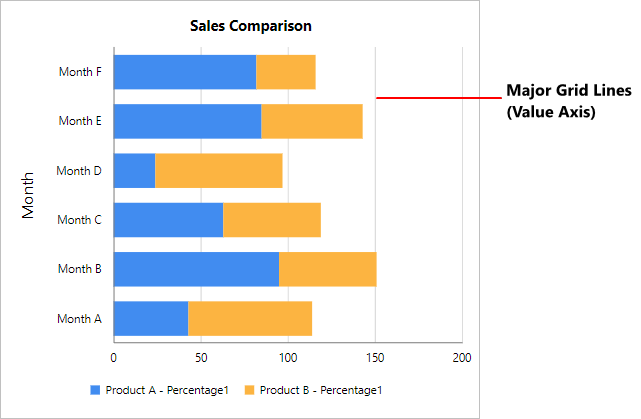 Sales Comparison
Month F
Month E
Month D
Month C
Month B
Month A
Month
0 50 100 150 200
Product A - Percentage1 Product B - Percentage1
Major Grid Lines
(Value Axis)